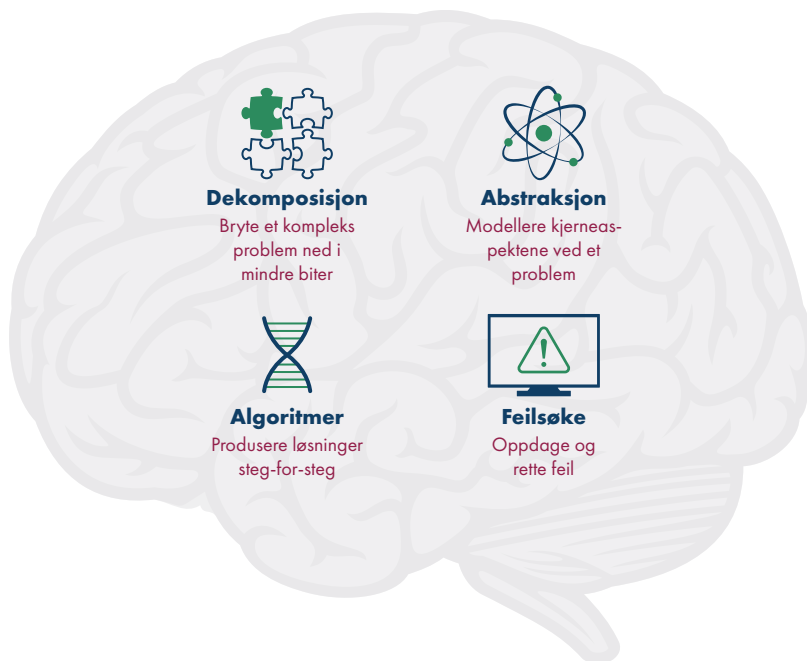 Dekomposisjon
Bryte et kompleks
problem ned i
mindre biter
Abstraksjon
Modellere kjerneas-
pektene ved et
problem
Algoritmer
Produsere løsninger
steg-for-steg
Feilsøke
Oppdage og
rette feil